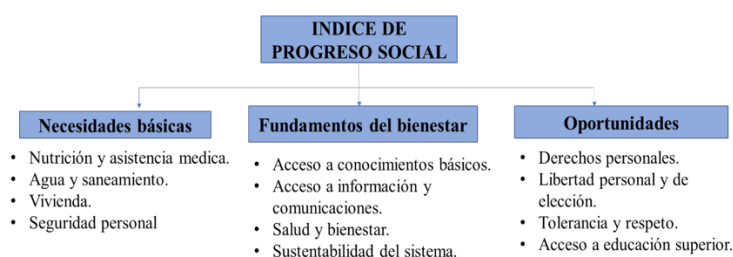 INDICE DE
PROGRESO SOCIAL
Necesidades básicas
• Nutrición y asistencia medica.
• Agua y saneamiento.
• Vivienda.
• Seguridad personal
Fundamentos del bienestar
• Acceso a conocimientos básicos.
• Acceso a información y
comunicaciones.
• Salud y bienestar.
• Sustentabilidad del sistema.
Oportunidades
• Derechos personales.
• Libertad personal y de
elección.
• Tolerancia y respeto.
• Acceso a educación superior.